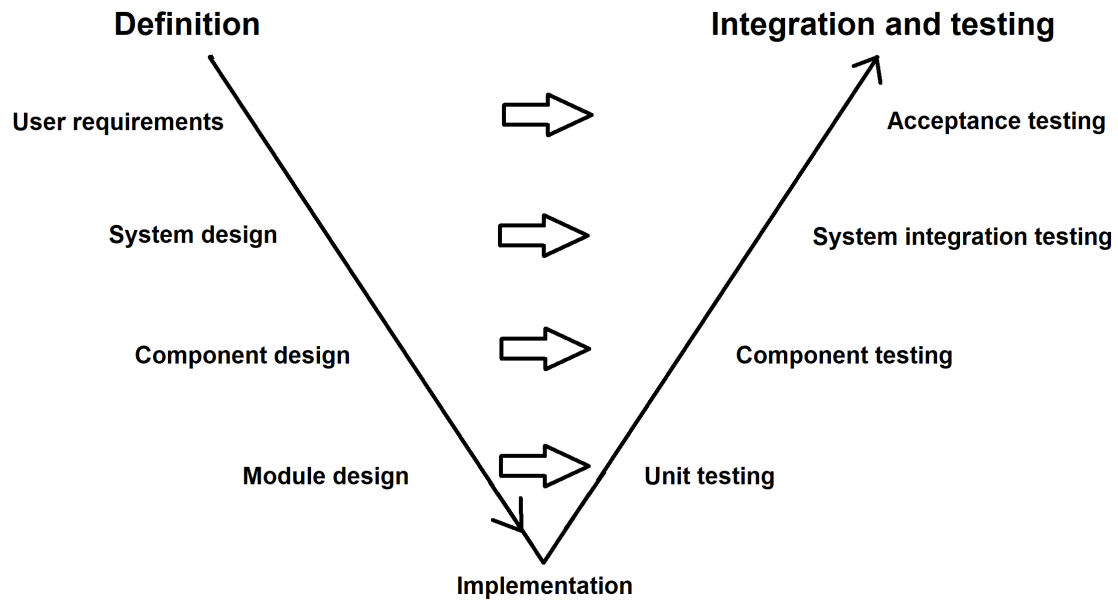 Definition
Integration and testing
User requirements
Acceptance testing
System design
System integration testing
Component design
Component testing
Module design
Unit testing
Implementation